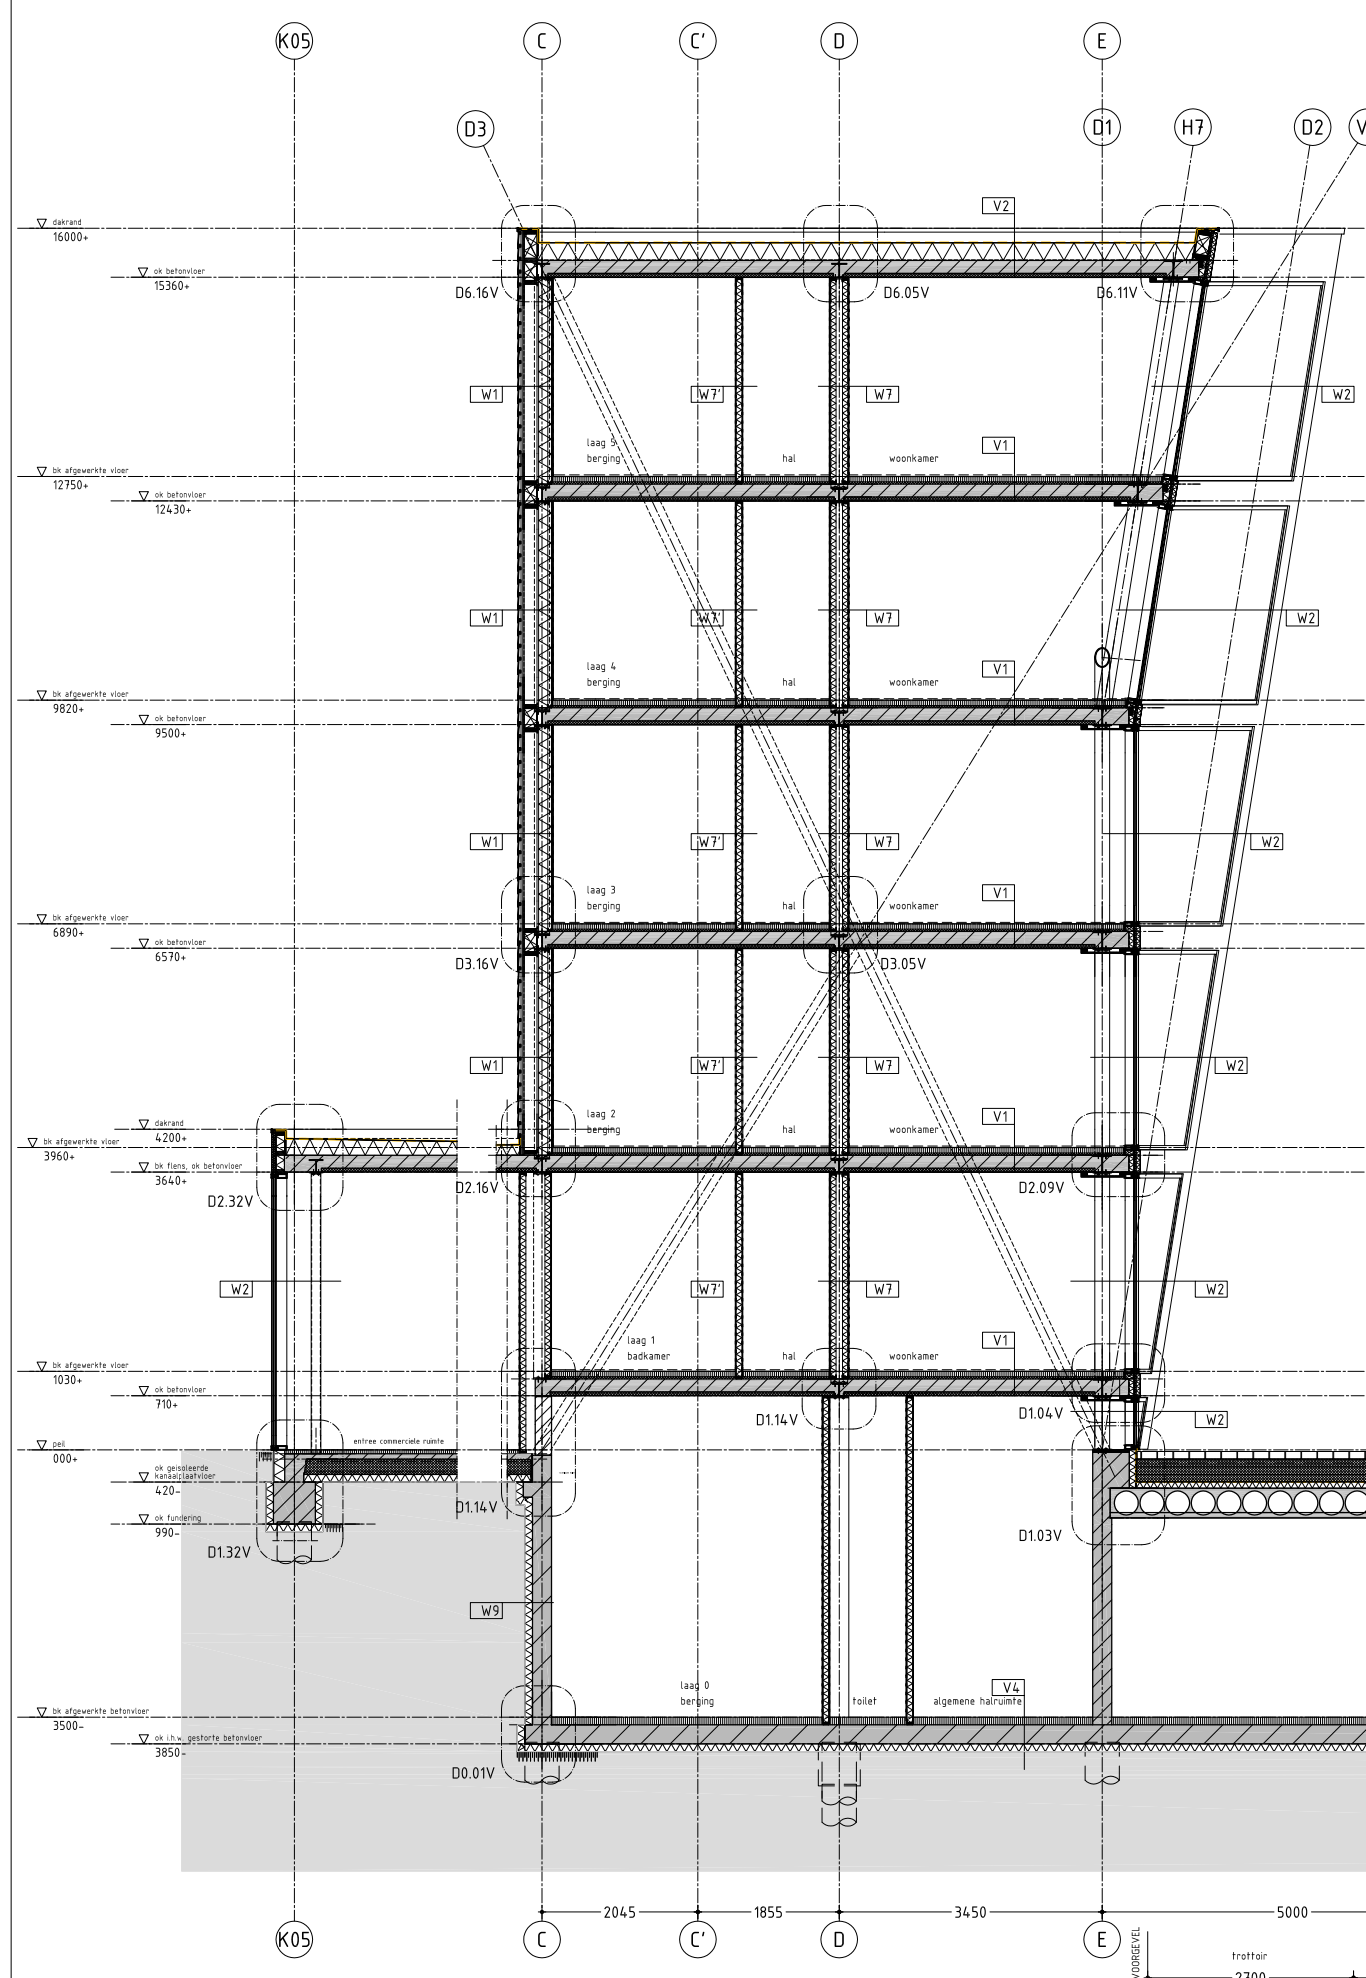 K05 C C' D E
D3 D1 H7 D2 V
V2
dakrand
16000+
ok betonvloer
15360+
D6.16V D6.05V D6.11V
W1 W7' W7 W2
laag 5
berging hal woonkamer V1
bk afgewerkte vloer
12750+
ok betonvloer
12430+
W1 W7' W7 W2
laag 4
berging hal woonkamer V1
bk afgewerkte vloer
9820+
ok betonvloer
9500+
W1 W7' W7 W2
laag 3
berging hal woonkamer V1
bk afgewerkte vloer
6890+
ok betonvloer
6570+
D3.16V D3.05V
W1 W7' W7 W2
laag 2
berging hal woonkamer V1
dakrand
4200+
bk afgewerkte vloer
3960+
bk flens, ok betonvloer
3640+
D2.32V D2.16V D2.09V
W2 W7' W7 W2
laag 1
badkamer hal woonkamer V1
bk afgewerkte vloer
1030+
ok betonvloer
710+
D1.14V D1.04V
W2
peil
000+
entree commerciele ruimte
ok geisoleerde
kanaalplaatvloer
420-
D1.14V
ok fundering
990-
D1.32V D1.03V
W9
laag 0
berging toilet algemene halruimte V4
bk afgewerkte betonvloer
3500-
ok i.h.w. gestorte betonvloer
3850-
D0.01V
2045 1855 3450 5000
K05 C C' D E
VOORGEVEL
trottoir
2700